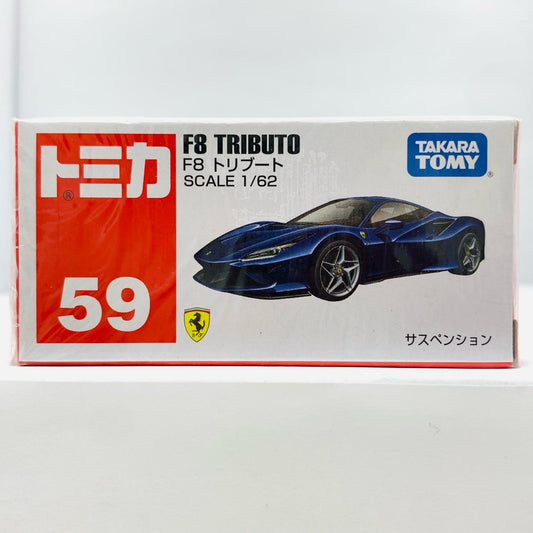 トミカ
®
59
F8 TRIBUTO
F8 トリブート
SCALE 1/62
TAKARA
TOMY
®
サスペンション